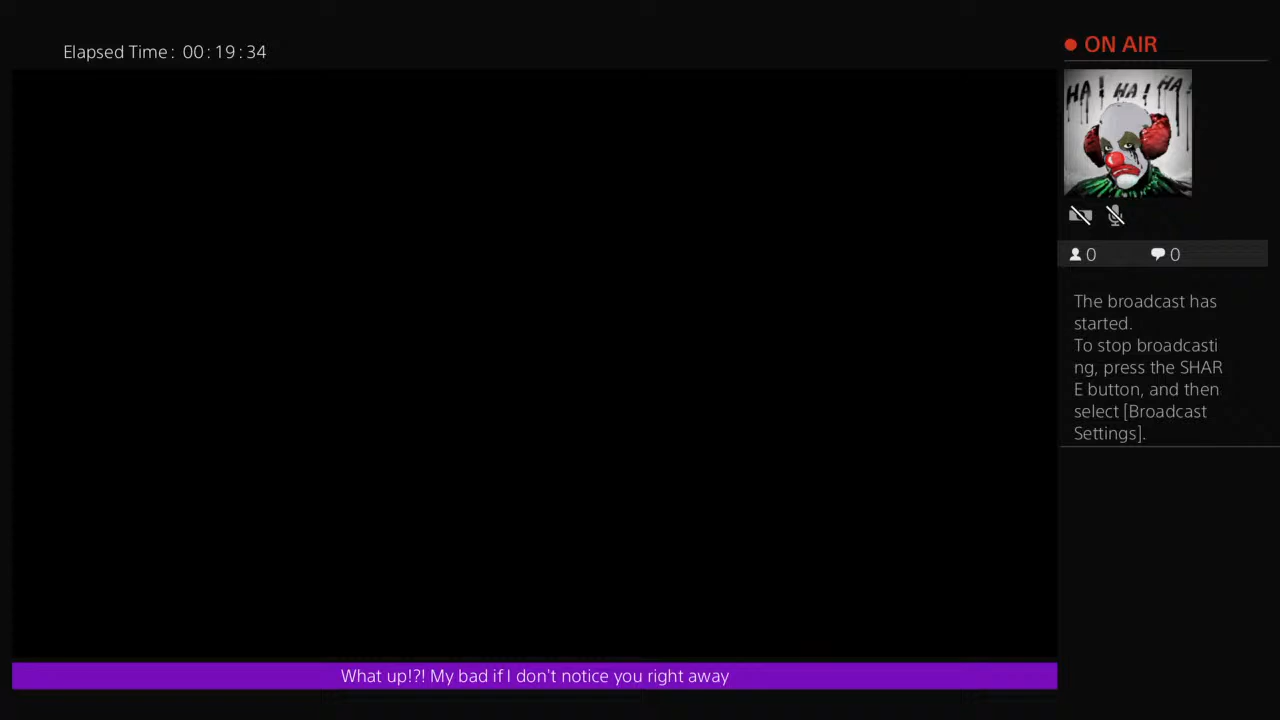 Elapsed Time: 00:19:34
ON AIR
HA! HA! HA!
0 0
The broadcast has
started.
To stop broadcasti
ng, press the SHAR
E button, and then
select [Broadcast
Settings].
What up!?! My bad if I don't notice you right away